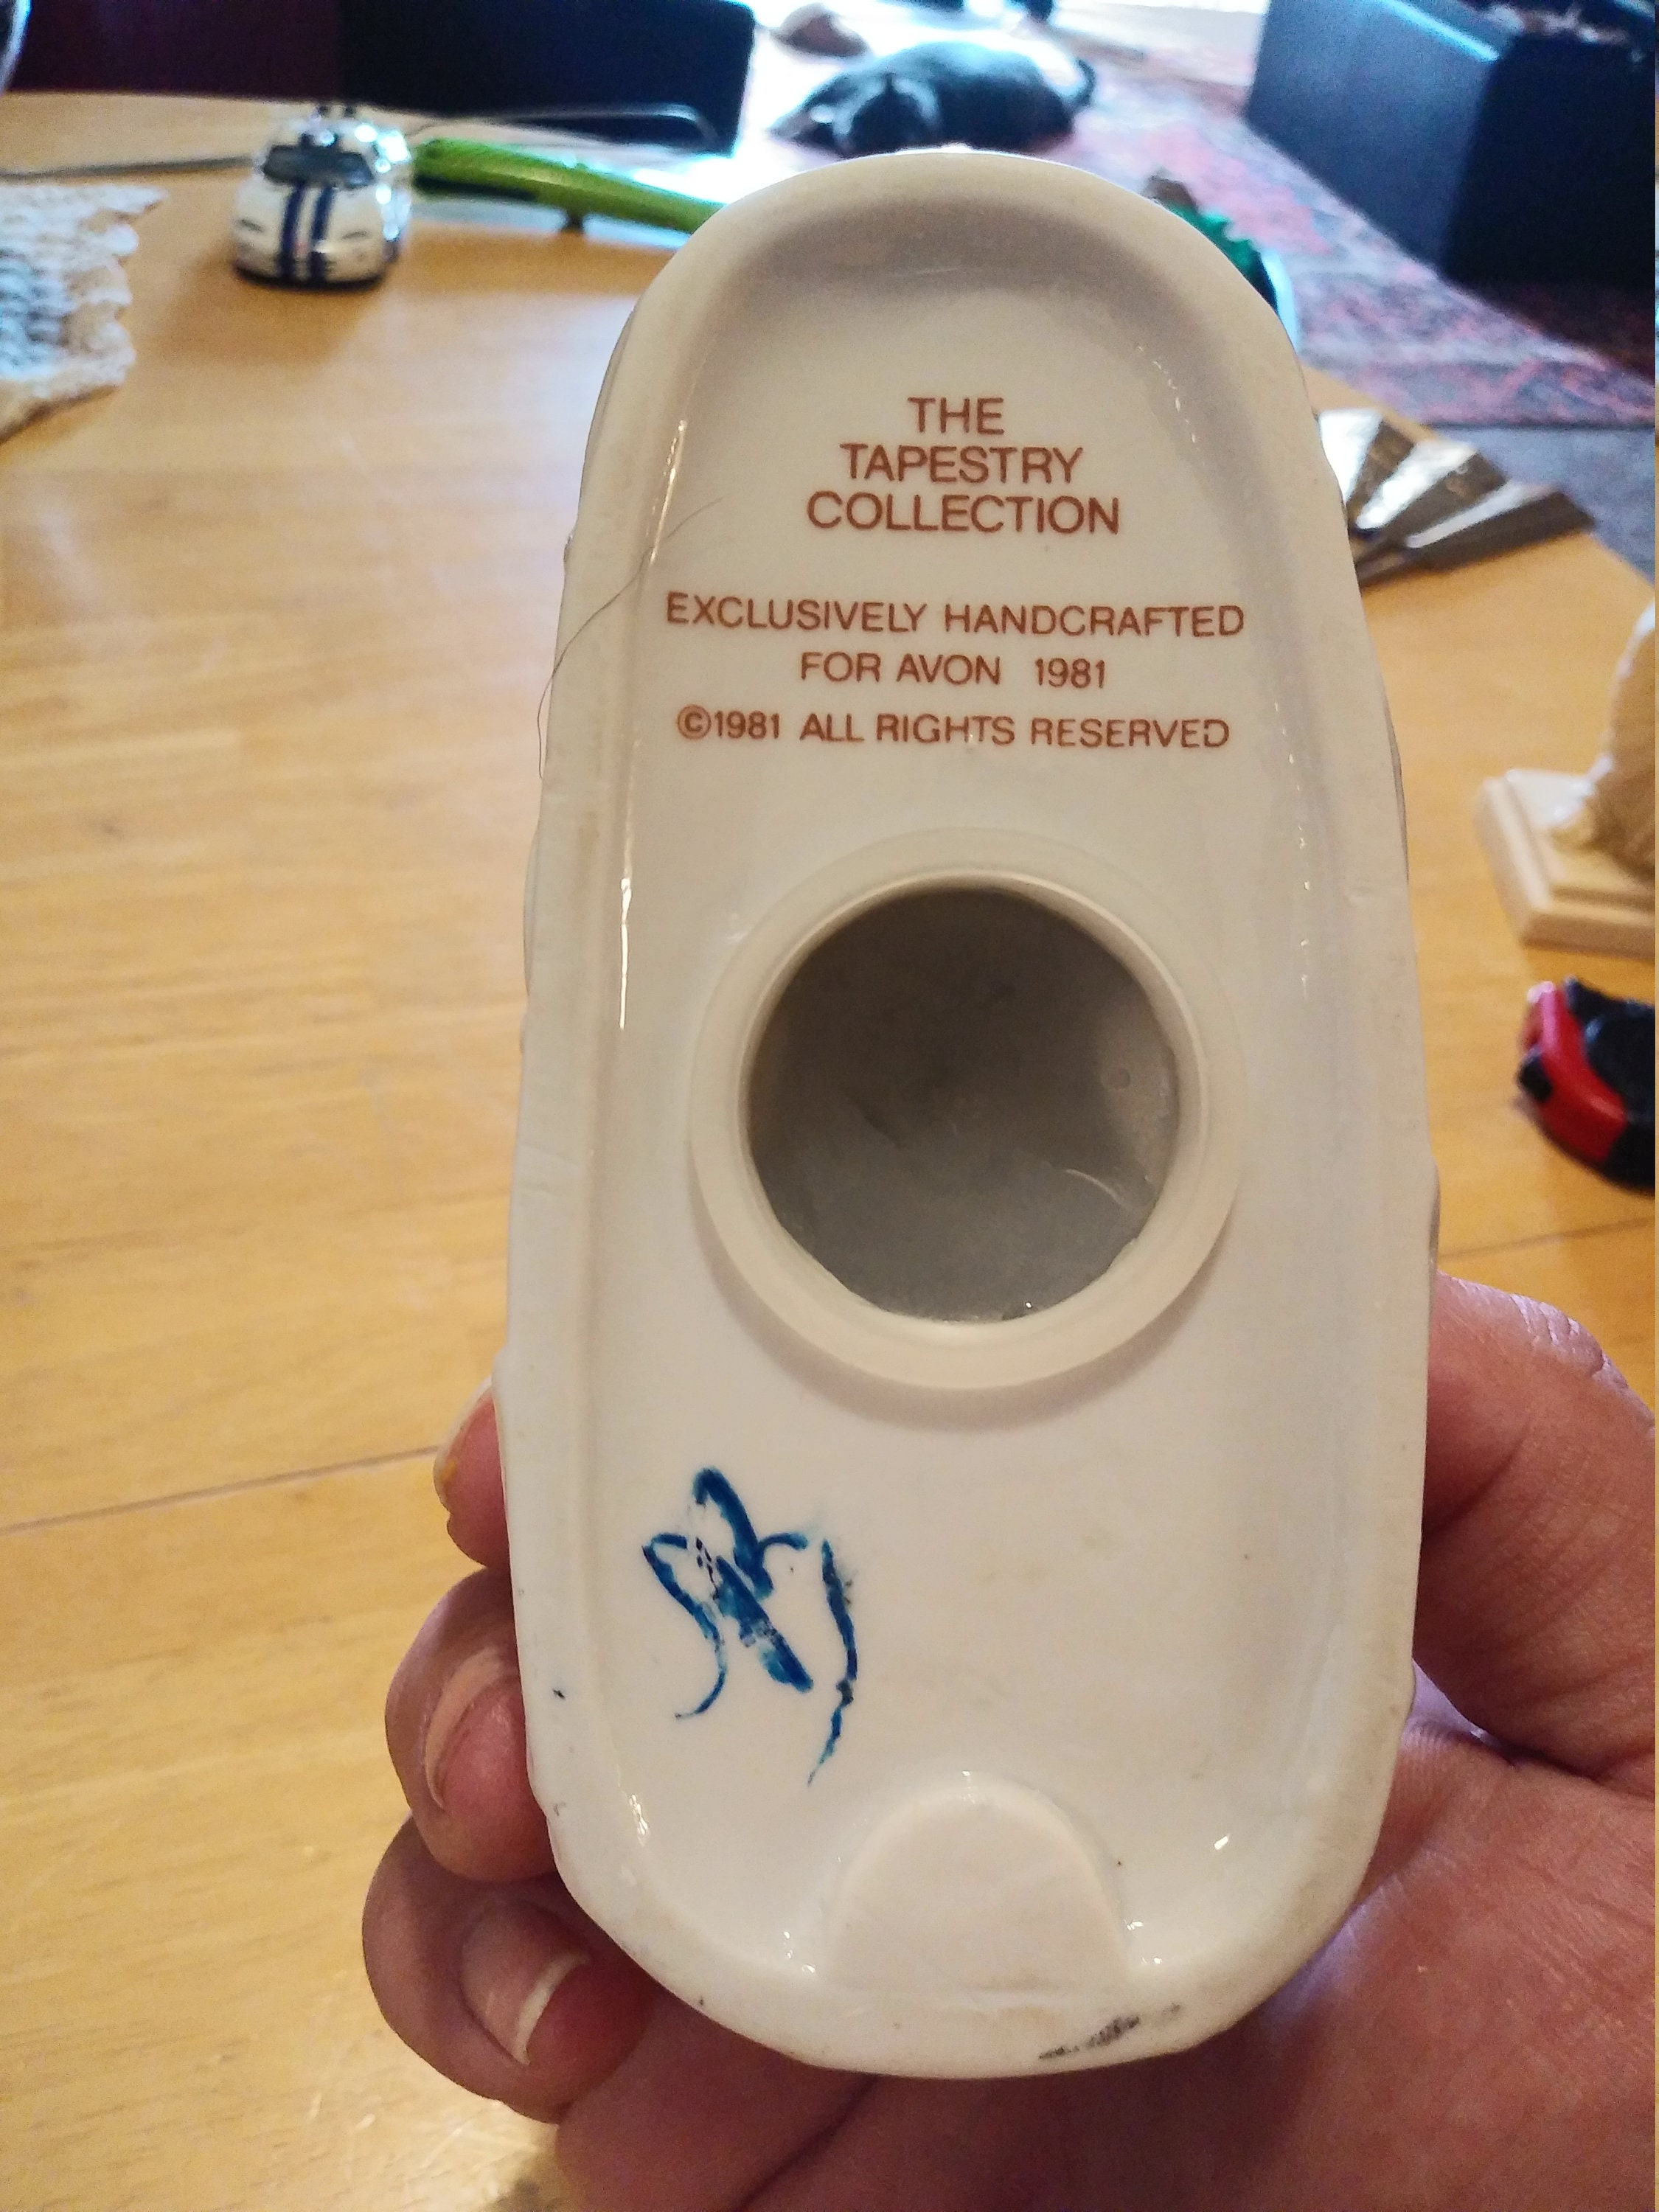 THE
TAPESTRY
COLLECTION
EXCLUSIVELY HANDCRAFTED
FOR AVON 1981
©1981 ALL RIGHTS RESERVED